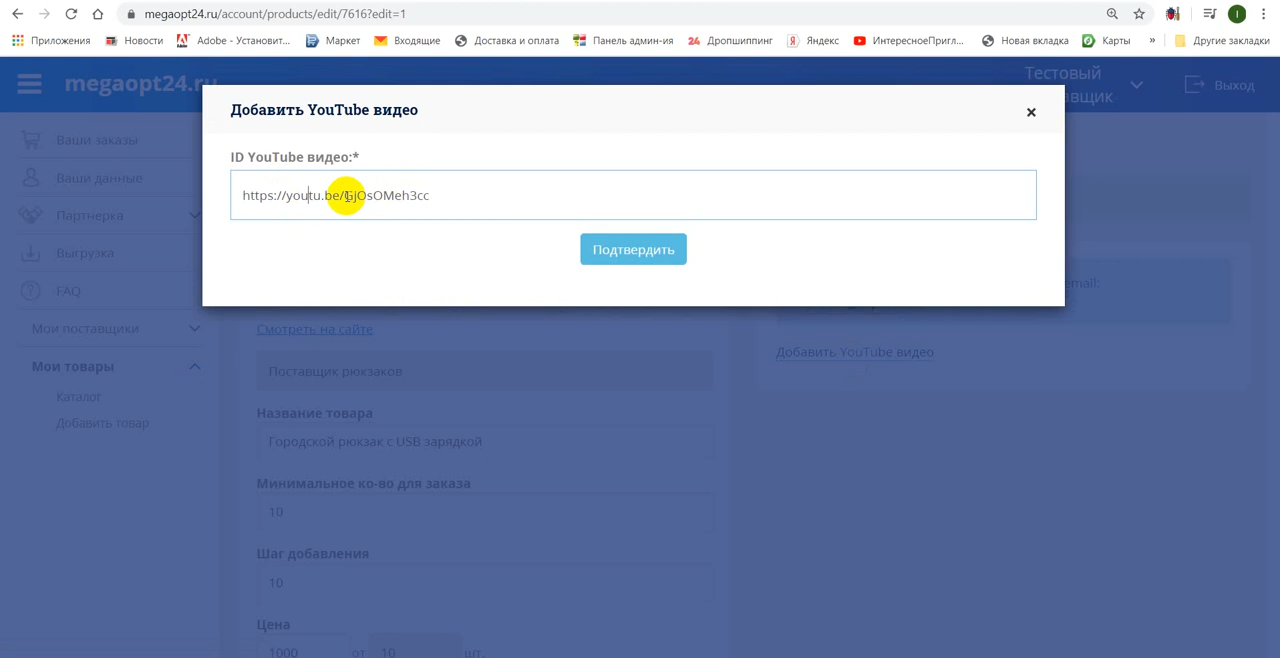 megaopt24.ru/account/products/edit/7616?edit=1
Приложения Новости Adobe - Установит... Маркет Входящие Доставка и оплата Панель админ-ия 24 Дропшиппинг Яндекс ИнтересноеПригл... Новая вкладка Карты » Другие закладки
megaopt24.ru
Тестовый
Выход
Добавить YouTube видео
×
ID YouTube видео:*
https://youtu.be/GjOsOMeh3cc
Подтвердить
Ваши заказы
Ваши данные
Партнерка
Выгрузка
FAQ
Мои поставщики
Мои товары
Каталог
Добавить товар
Смотреть на сайте
Поставщик рюкзаков
Название товара
Городской рюкзак с USB зарядкой
Минимальное ко-во для заказа
10
Шаг добавления
10
Цена
1000 от 10 шт.
email:
Добавить YouTube видео